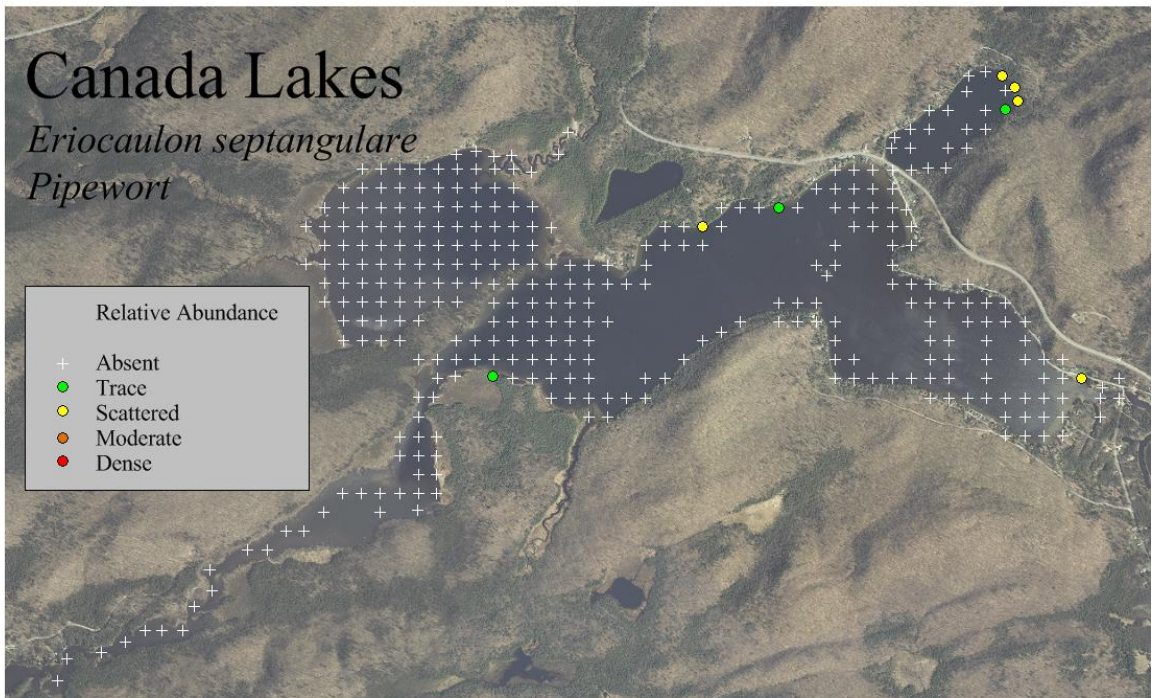 Canada Lakes
Eriocaulon septangulare
Pipewort
Relative Abundance
Absent
Trace
Scattered
Moderate
Dense